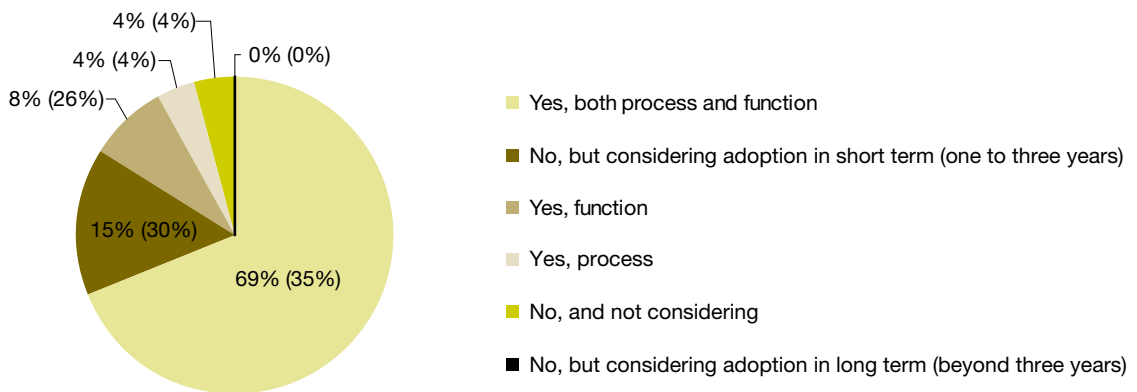 4% (4%)
0% (0%)
4% (4%)
8% (26%)
15% (30%)
69% (35%)
Yes, both process and function
No, but considering adoption in short term (one to three years)
Yes, function
Yes, process
No, and not considering
No, but considering adoption in long term (beyond three years)